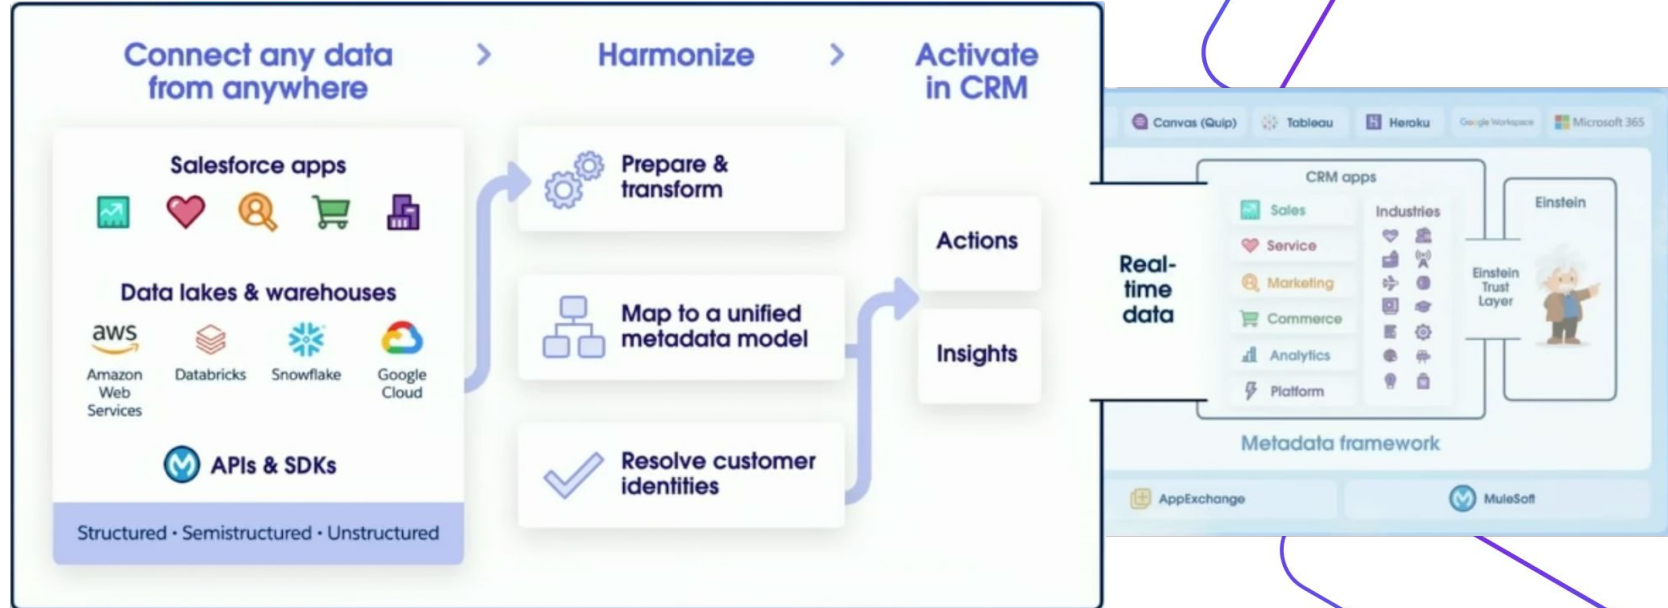 Connect any data
from anywhere
>
Harmonize
>
Activate
in CRM
Salesforce apps
Data lakes & warehouses
aws
Amazon
Web
Services
Databricks
Snowflake
Google
Cloud
APIs & SDKs
Structured · Semistructured · Unstructured
Prepare &
transform
Map to a unified
metadata model
Resolve customer
identities
Actions
Insights
Real-
time
data
Canvas (Quip)
Tableau
Heroku
Google Workspace
Microsoft 365
CRM apps
Sales
Service
Marketing
Commerce
Analytics
Platform
Industries
Einstein
Trust
Layer
Einstein
Metadata framework
AppExchange
MuleSoft